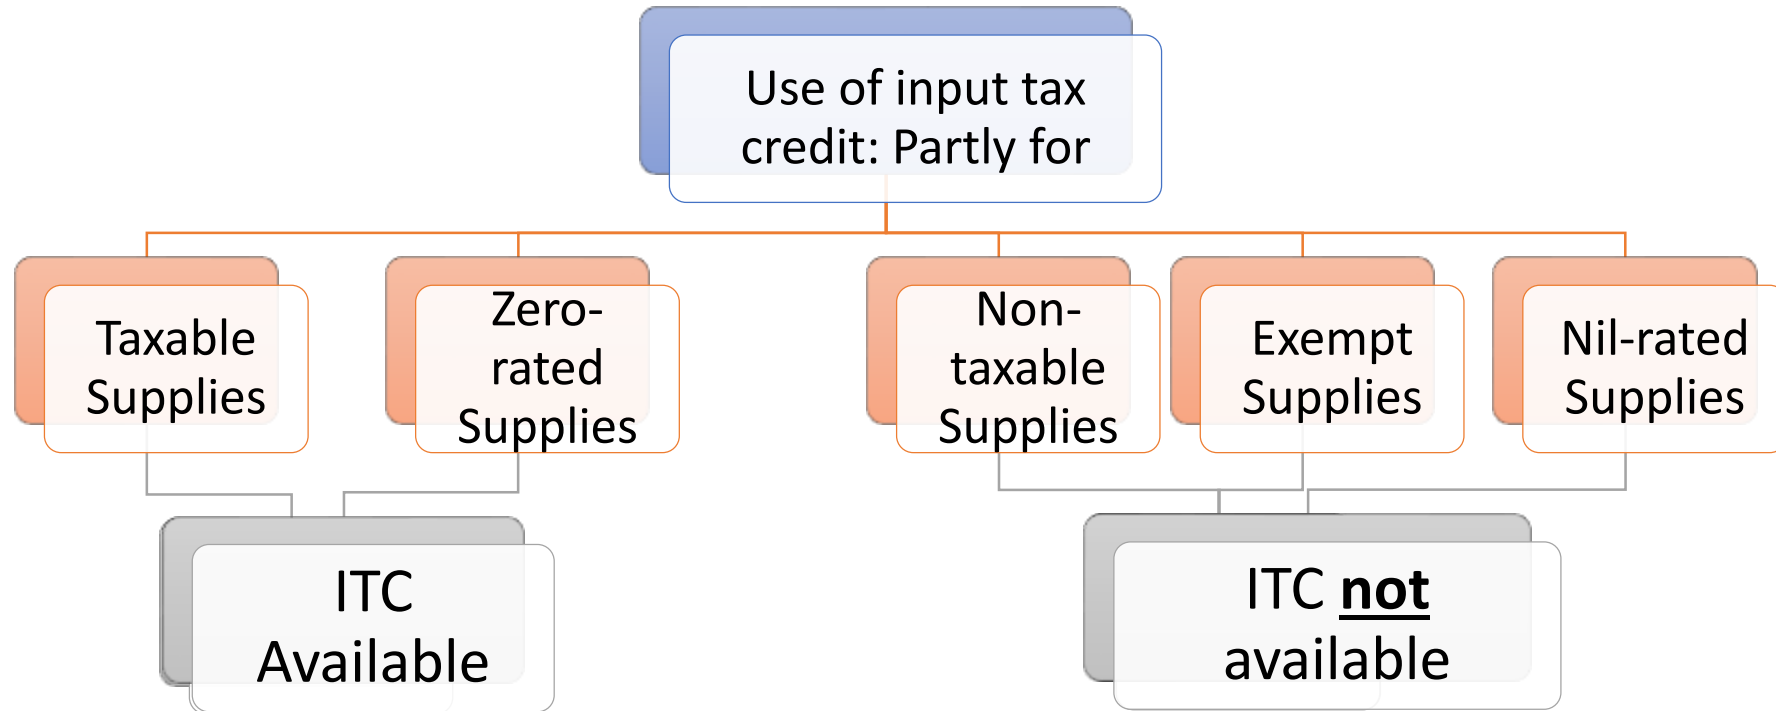 Use of input tax
credit: Partly for
Taxable
Supplies
Zero-
rated
Supplies
Non-
taxable
Supplies
Exempt
Supplies
Nil-rated
Supplies
ITC
Available
ITC not
available